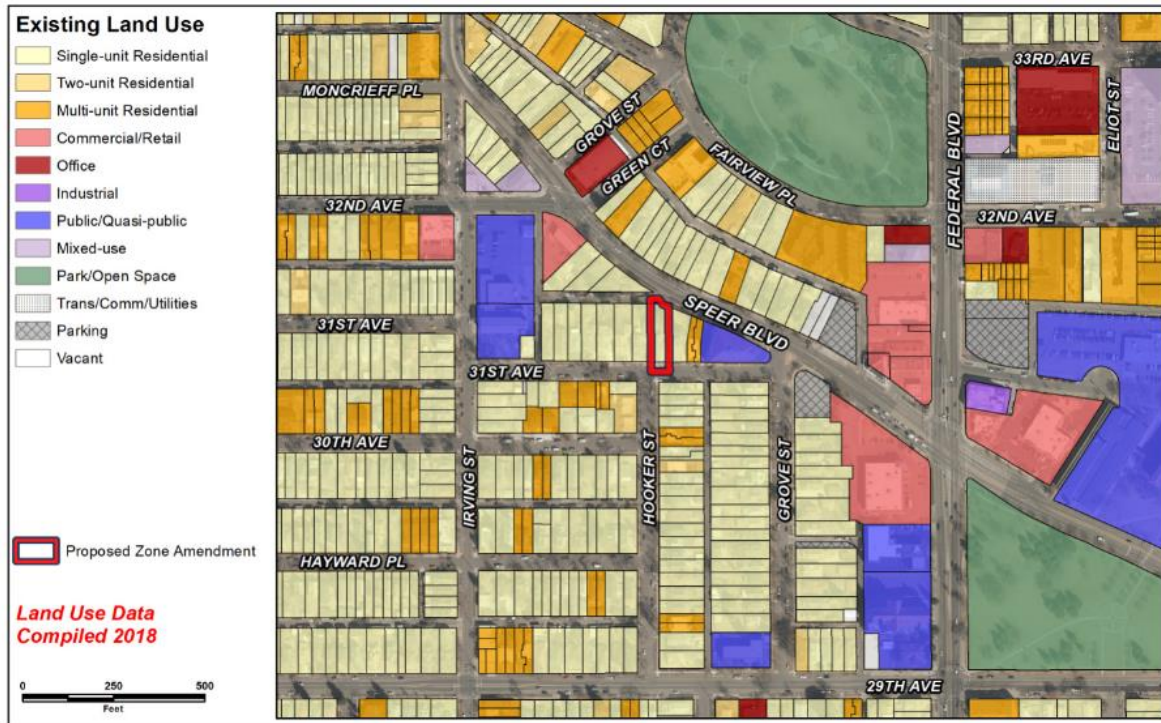 Existing Land Use
Single-unit Residential
Two-unit Residential
Multi-unit Residential
Commercial/Retail
Office
Industrial
Public/Quasi-public
Mixed-use
Park/Open Space
Trans/Comm/Utilities
Parking
Vacant
Proposed Zone Amendment
Land Use Data
Compiled 2018
0 250 500
Feet
33RD AVE
MONCRIEFF PL
GROVE ST
ELIOT ST
GREEN CT
FAIRVIEW PL
FEDERAL BLVD
32ND AVE
32ND AVE
SPEER BLVD
31ST AVE
31ST AVE
30TH AVE
IRVING ST
HOOKER ST
GROVE ST
HAYWARD PL
29TH AVE